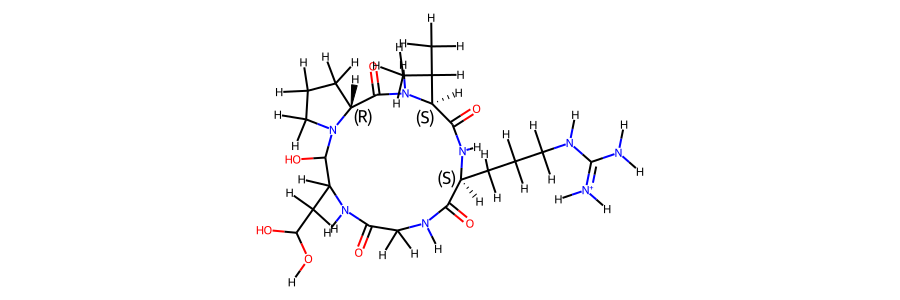 H
H H
H H H
O H H
H H H H
H N H
(R) (S) O
N H H H
N H N H
HO (S) H N H
H H H H N+ H
H H H
H N O
HO H N H
H H H
O
O
H